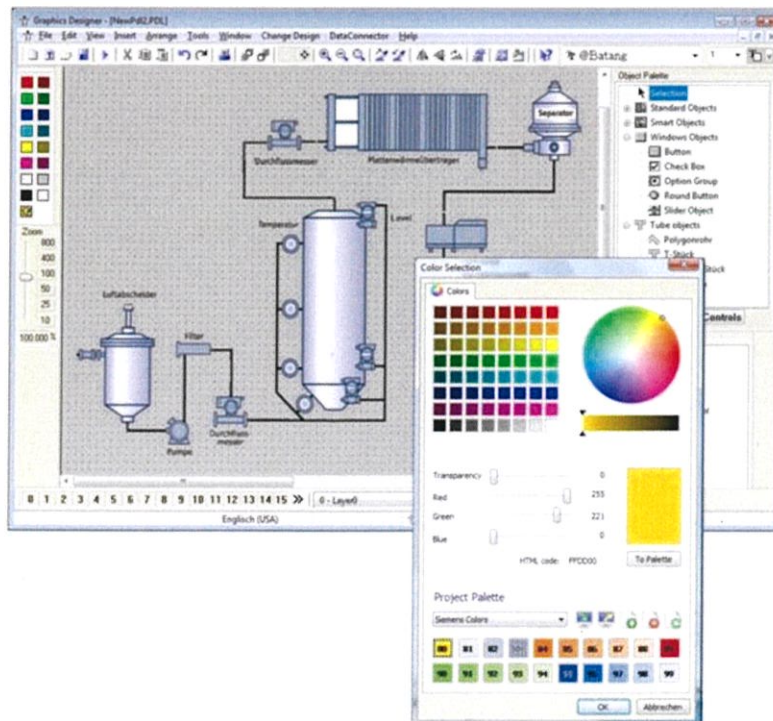 Graphics Designer - [NewPdl2.PDL]
File Edit View Insert Arrange Tools Window Change Design DataConnector Help
@Batang 1
Object Palette
Selection
Standard Objects
Smart Objects
Windows Objects
Button
Check Box
Option Group
Round Button
Slider Object
Tube objects
Polygonrohr
T-Stück
Stück
Controls
Zoom
800
400
200
100
50
25
10
100.000 %
Durchflussmesser
Plattenwärmeübertrager
Separator
Temperatur
Level
Luftabscheider
Filter
Pumpe
Durchfluss
messer
0 1 2 3 4 5 6 7 8 9 10 11 12 13 14 15 0 - Layer0
Englisch (USA)
Color Selection
Colors
Transparency 0
Red 255
Green 221
Blue 0
HTML code: FFDD00
To Palette
Project Palette
Siemens Colors
80 81 82 84 85 86 87 88
90 91 92 93 94 95 96 97 98 99
OK Abbrechen